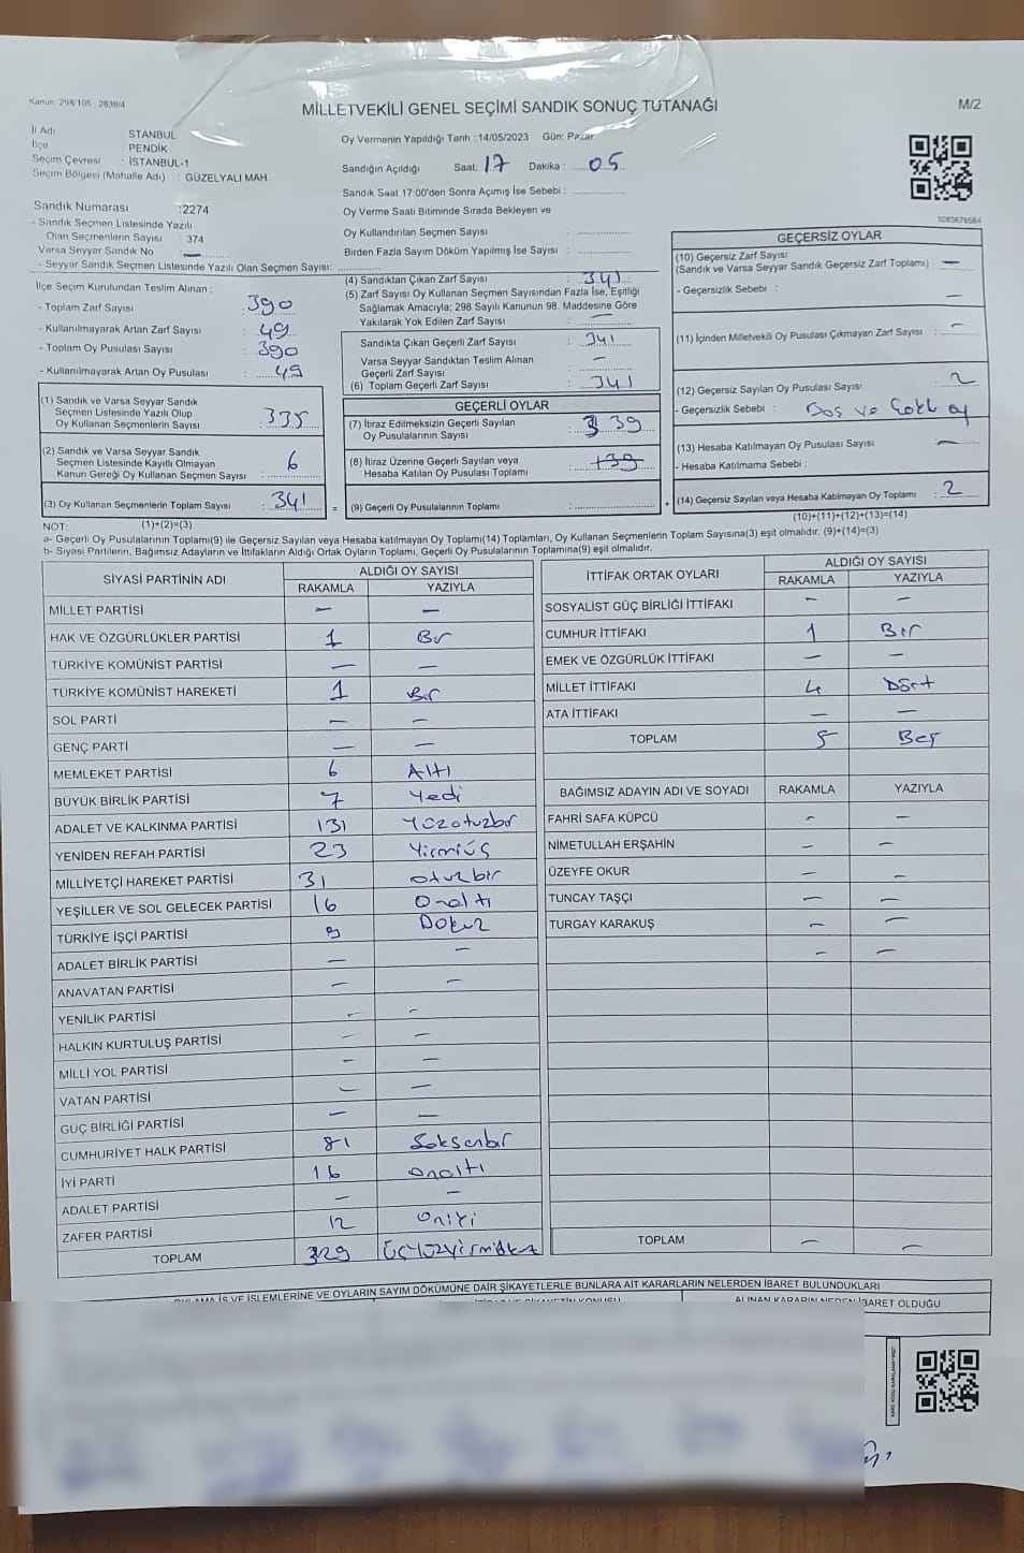 MİLLETVEKİLİ GENEL SEÇİMİ SANDIK SONUÇ TUTANAĞI
M/2
İl Adı STANBUL
İlçe PENDİK
Seçim Çevresi : İSTANBUL-1
Seçim Bölgesi (Mahalle Adı) : GÜZELYALI MAH.
Oy Vermenin Yapıldığı Tarih :14/05/2023 Gün: Pazar
Sandığın Açıldığı Saat: 17 Dakika : 05
Sandık Saat 17:00'den Sonra Açımış İse Sebebi :
Sandık Numarası :2274
- Sandık Seçmen Listesinde Yazılı
Olan Seçmenlerin Sayısı 374
Varsa Seyyar Sandık No —
- Seyyar Sandık Seçmen Listesinde Yazılı Olan Seçmen Sayısı:
Oy Verme Saati Bitiminde Sırada Bekleyen ve
Oy Kullandırılan Seçmen Sayısı :
Birden Fazla Sayım Döküm Yapılmış İse Sayısı :
İlçe Seçim Kurulundan Teslim Alınan :
- Toplam Zarf Sayısı : 390
- Kullanılmayarak Artan Zarf Sayısı : 49
- Toplam Oy Pusulası Sayısı : 390
- Kullanılmayarak Artan Oy Pusulası : 49
(1) Sandık ve Varsa Seyyar Sandık
Seçmen Listesinde Yazılı Olup
Oy Kullanan Seçmenlerin Sayısı : 335
(2) Sandık ve Varsa Seyyar Sandık
Seçmen Listesinde Kayıtlı Olmayan
Kanun Gereği Oy Kullanan Seçmen Sayısı : 6
(3) Oy Kullanan Seçmenlerin Toplam Sayısı : 341
(1)+(2)=(3)
(4) Sandıktan Çıkan Zarf Sayısı : 341
(5) Zarf Sayısı Oy Kullanan Seçmen Sayısından Fazla İse, Eşitliği
Sağlamak Amacıyla; 298 Sayılı Kanunun 98. Maddesine Göre
Yakılarak Yok Edilen Zarf Sayısı : —
Sandıkta Çıkan Geçerli Zarf Sayısı : 341
Varsa Seyyar Sandıktan Teslim Alınan
Geçerli Zarf Sayısı : —
(6) Toplam Geçerli Zarf Sayısı : 341
GEÇERLİ OYLAR
(7) İtiraz Edilmeksizin Geçerli Sayılan
Oy Pusulalarının Sayısı : 339
(8) İtiraz Üzerine Geçerli Sayılan veya
Hesaba Katılan Oy Pusulası Toplamı :
= (9) Geçerli Oy Pusulalarının Toplamı :
GEÇERSİZ OYLAR
(10) Geçersiz Zarf Sayısı
(Sandık ve Varsa Seyyar Sandık Geçersiz Zarf Toplamı) : —
- Geçersizlik Sebebi : —
(11) İçinden Milletvekili Oy Pusulası Çıkmayan Zarf Sayısı : —
(12) Geçersiz Sayılan Oy Pusulası Sayısı : 2
- Geçersizlik Sebebi : Boş ve Çoklu oy
(13) Hesaba Katılmayan Oy Pusulası Sayısı : —
- Hesaba Katılmama Sebebi :
+ (14) Geçersiz Sayılan veya Hesaba Katılmayan Oy Toplamı : 2
(10)+(11)+(12)+(13)=(14)
NOT:
a- Geçerli Oy Pusulalarının Toplamı(9) ile Geçersiz Sayılan veya Hesaba katılmayan Oy Toplamı(14) Toplamları, Oy Kullanan Seçmenlerin Toplam Sayısına(3) eşit olmalıdır. (9)+(14)=(3)
b- Siyasi Partilerin, Bağımsız Adayların ve İttifakların Aldığı Ortak Oyların Toplamı, Geçerli Oy Pusulalarının Toplamına(9) eşit olmalıdır.
SİYASİ PARTİNİN ADI ALDIĞI OY SAYISI
RAKAMLA YAZIYLA
MİLLET PARTİSİ — —
HAK VE ÖZGÜRLÜKLER PARTİSİ 1 Bir
TÜRKİYE KOMÜNİST PARTİSİ — —
TÜRKİYE KOMÜNİST HAREKETİ 1 Bir
SOL PARTİ — —
GENÇ PARTİ — —
MEMLEKET PARTİSİ 6 Altı
BÜYÜK BİRLİK PARTİSİ 7 Yedi
ADALET VE KALKINMA PARTİSİ 131 Yüzotuzbir
YENİDEN REFAH PARTİSİ 23 Yirmiüç
MİLLİYETÇİ HAREKET PARTİSİ 31 otuzbir
YEŞİLLER VE SOL GELECEK PARTİSİ 16 Onaltı
TÜRKİYE İŞÇİ PARTİSİ 9 Dokuz
ADALET BİRLİK PARTİSİ — —
ANAVATAN PARTİSİ — —
YENİLİK PARTİSİ — —
HALKIN KURTULUŞ PARTİSİ — —
MİLLİ YOL PARTİSİ — —
VATAN PARTİSİ — —
GÜÇ BİRLİĞİ PARTİSİ — —
CUMHURİYET HALK PARTİSİ 81 Seksenbir
İYİ PARTİ 16 onaltı
ADALET PARTİSİ — —
ZAFER PARTİSİ 12 Oniki
TOPLAM 329 Üçyüzyirmidokuz
İTTİFAK ORTAK OYLARI ALDIĞI OY SAYISI
RAKAMLA YAZIYLA
SOSYALİST GÜÇ BİRLİĞİ İTTİFAKI — —
CUMHUR İTTİFAKI 1 Bir
EMEK VE ÖZGÜRLÜK İTTİFAKI — —
MİLLET İTTİFAKI 4 Dört
ATA İTTİFAKI — —
TOPLAM 5 Beş
BAĞIMSIZ ADAYIN ADI VE SOYADI RAKAMLA YAZIYLA
FAHRİ SAFA KÜPCÜ — —
NİMETULLAH ERŞAHİN — —
ÜZEYFE OKUR — —
TUNCAY TAŞÇI — —
TURGAY KARAKUŞ — —
— —
TOPLAM — —
İŞ VE İŞLEMLERİNE VE OYLARIN SAYIM DÖKÜMÜNE DAİR ŞİKAYETLERLE BUNLARA AİT KARARLARIN NELERDEN İBARET BULUNDUKLARI
ALINAN KARARIN NEDEN İBARET OLDUĞU